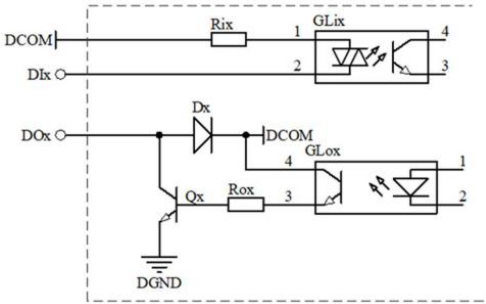 Rix 1 GLix 4
DCOM
DIx 2 3
Dx
DOx DCOM
GLox
4 1
Qx Rox 3 2
DGND